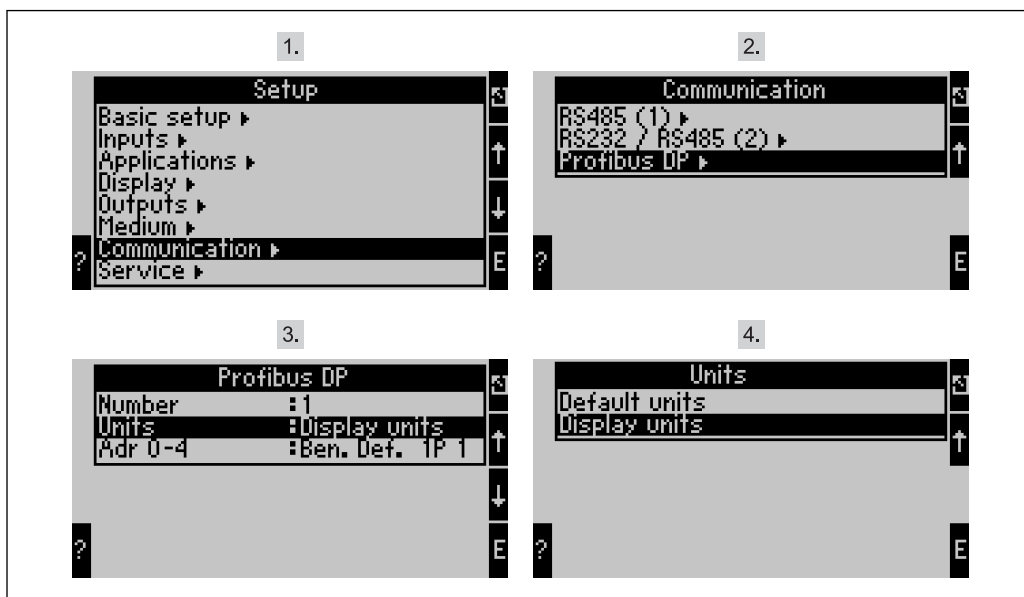 1.
Setup
Basic setup ▸
Inputs ▸
Applications ▸
Display ▸
Outputs ▸
Medium ▸
Communication ▸
Service ▸
?
↑
↓
E
2.
Communication
RS485 (1) ▸
RS232 / RS485 (2) ▸
Profibus DP ▸
?
↑
E
3.
Profibus DP
Number :1
Units :Display units
Adr 0-4 :Ben. Def. 1P 1
?
↑
↓
E
4.
Units
Default units
Display units
?
↑
E